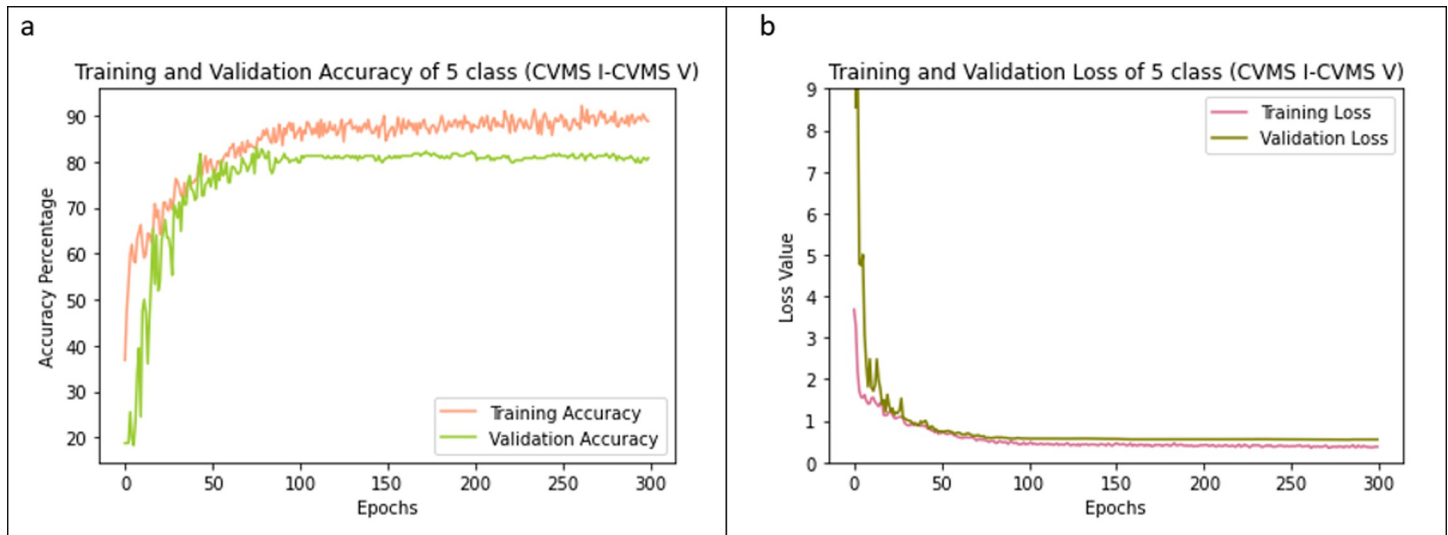 a
Training and Validation Accuracy of 5 class (CVMS I-CVMS V)
Accuracy Percentage
90
80
70
60
50
40
30
20
Training Accuracy
Validation Accuracy
0 50 100 150 200 250 300
Epochs
b
Training and Validation Loss of 5 class (CVMS I-CVMS V)
Loss Value
9
8
7
6
5
4
3
2
1
0
Training Loss
Validation Loss
0 50 100 150 200 250 300
Epochs